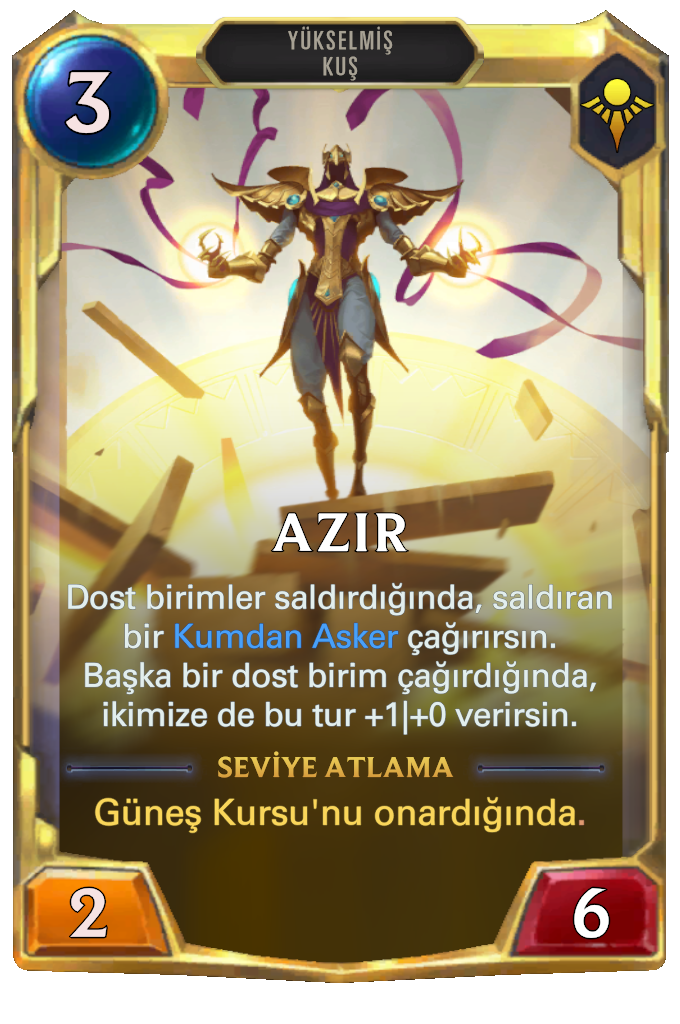 YÜKSELMİŞ
KUŞ
3
AZIR
Dost birimler saldırdığında, saldıran
bir Kumdan Asker çağırırsın.
Başka bir dost birim çağırdığında,
ikimize de bu tur +1|+0 verirsin.
SEVİYE ATLAMA
Güneş Kursu'nu onardığında.
2
6